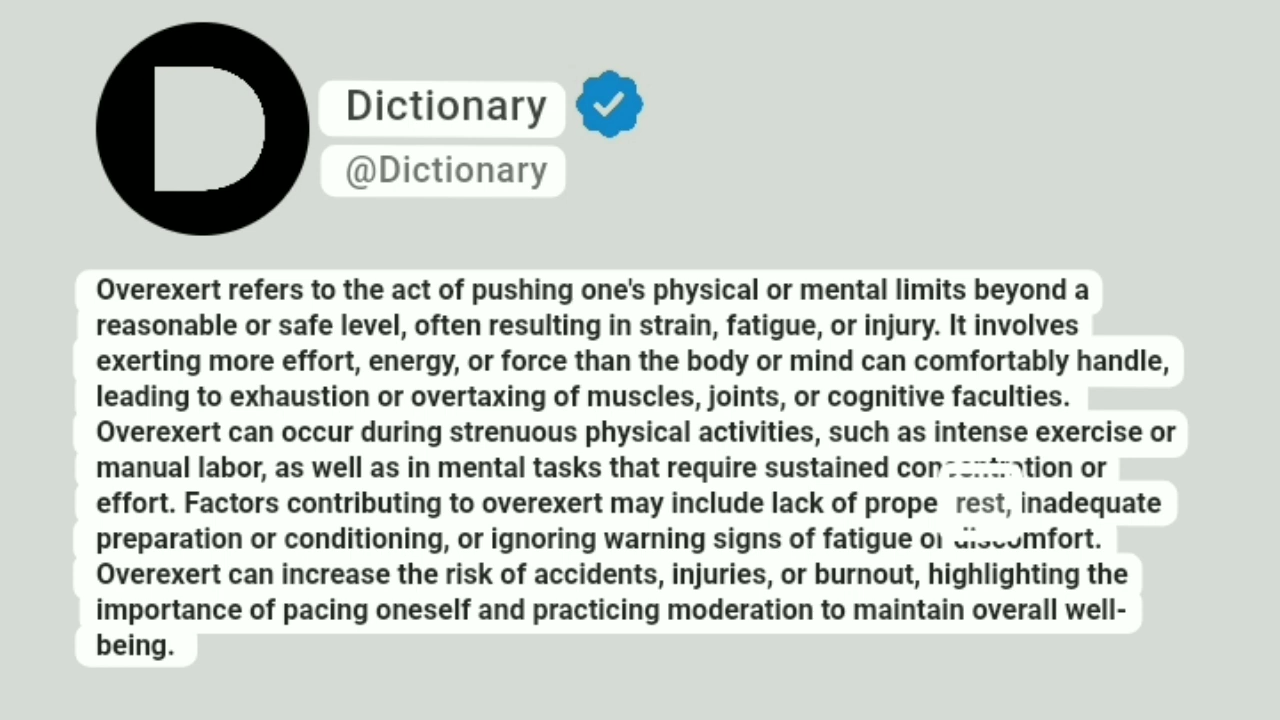 Dictionary
@Dictionary
Overexert refers to the act of pushing one's physical or mental limits beyond a
reasonable or safe level, often resulting in strain, fatigue, or injury. It involves
exerting more effort, energy, or force than the body or mind can comfortably handle,
leading to exhaustion or overtaxing of muscles, joints, or cognitive faculties.
Overexert can occur during strenuous physical activities, such as intense exercise or
manual labor, as well as in mental tasks that require sustained concentration or
effort. Factors contributing to overexert may include lack of prope rest, inadequate
preparation or conditioning, or ignoring warning signs of fatigue or discomfort.
Overexert can increase the risk of accidents, injuries, or burnout, highlighting the
importance of pacing oneself and practicing moderation to maintain overall well-
being.